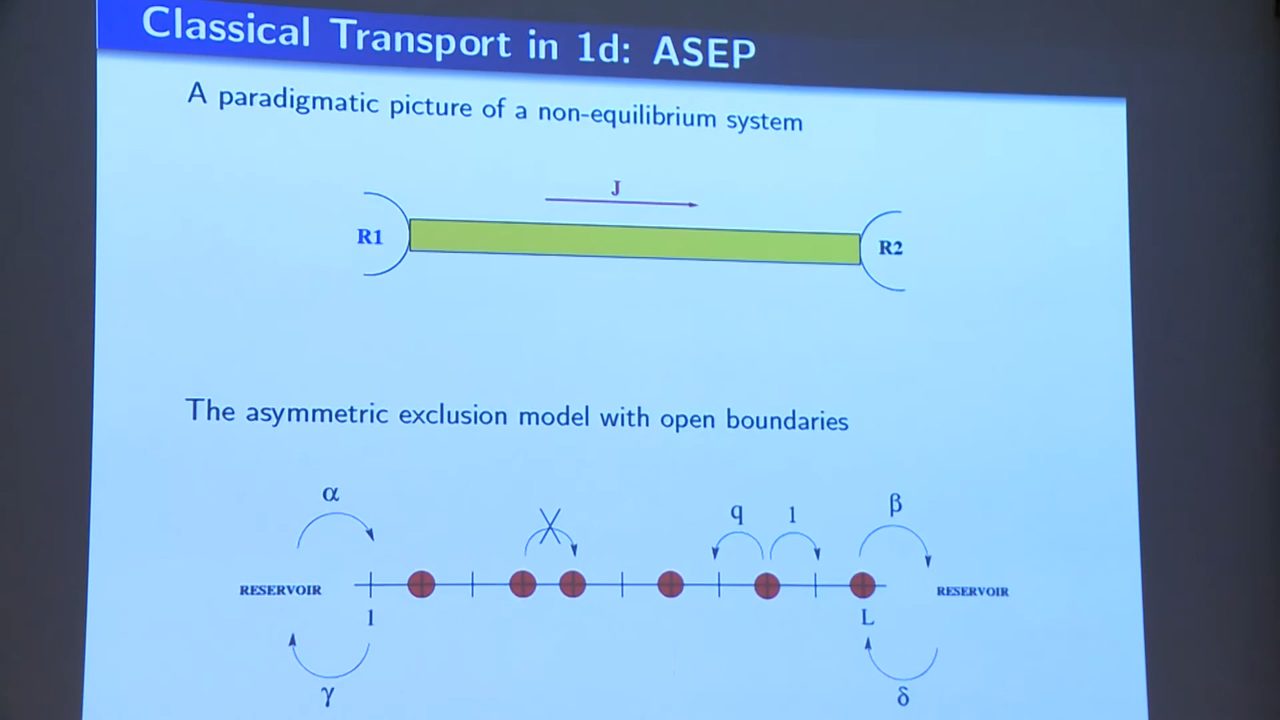 Classical Transport in 1d: ASEP
A paradigmatic picture of a non-equilibrium system
J
R1
R2
The asymmetric exclusion model with open boundaries
α
q
1
β
RESERVOIR
RESERVOIR
1
L
γ
δ